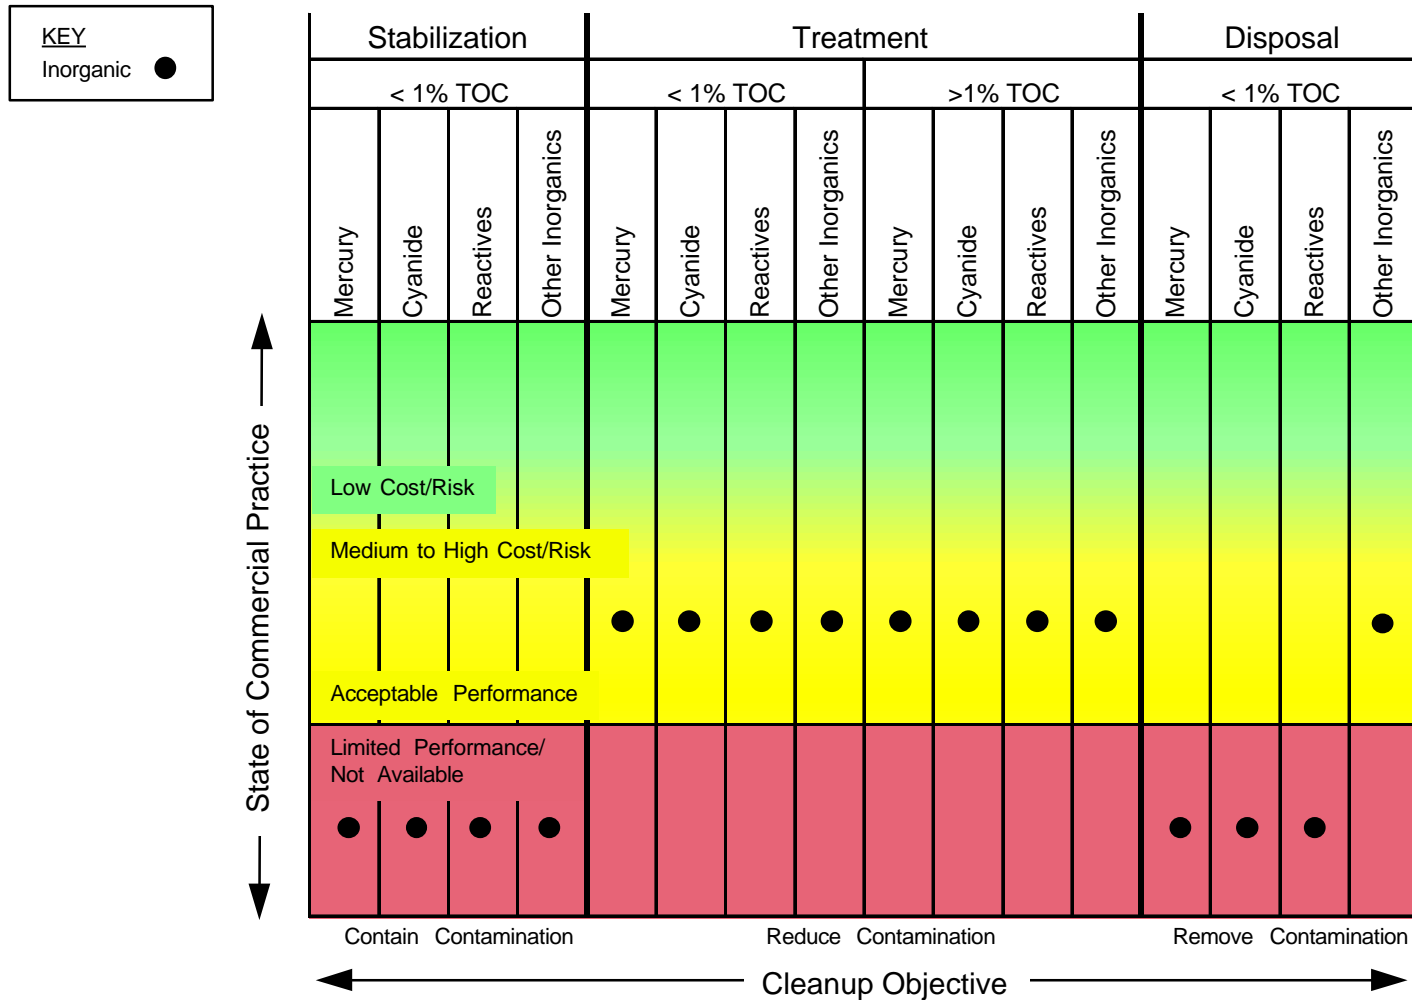 KEY
Inorganic
Stabilization
Treatment
Disposal
< 1% TOC
< 1% TOC
>1% TOC
< 1% TOC
Mercury
Cyanide
Reactives
Other Inorganics
Mercury
Cyanide
Reactives
Other Inorganics
Mercury
Cyanide
Reactives
Other Inorganics
Mercury
Cyanide
Reactives
Other Inorganics
State of Commercial Practice
Low Cost/Risk
Medium to High Cost/Risk
Acceptable Performance
Limited Performance/
Not Available
Contain Contamination
Reduce Contamination
Remove Contamination
Cleanup Objective